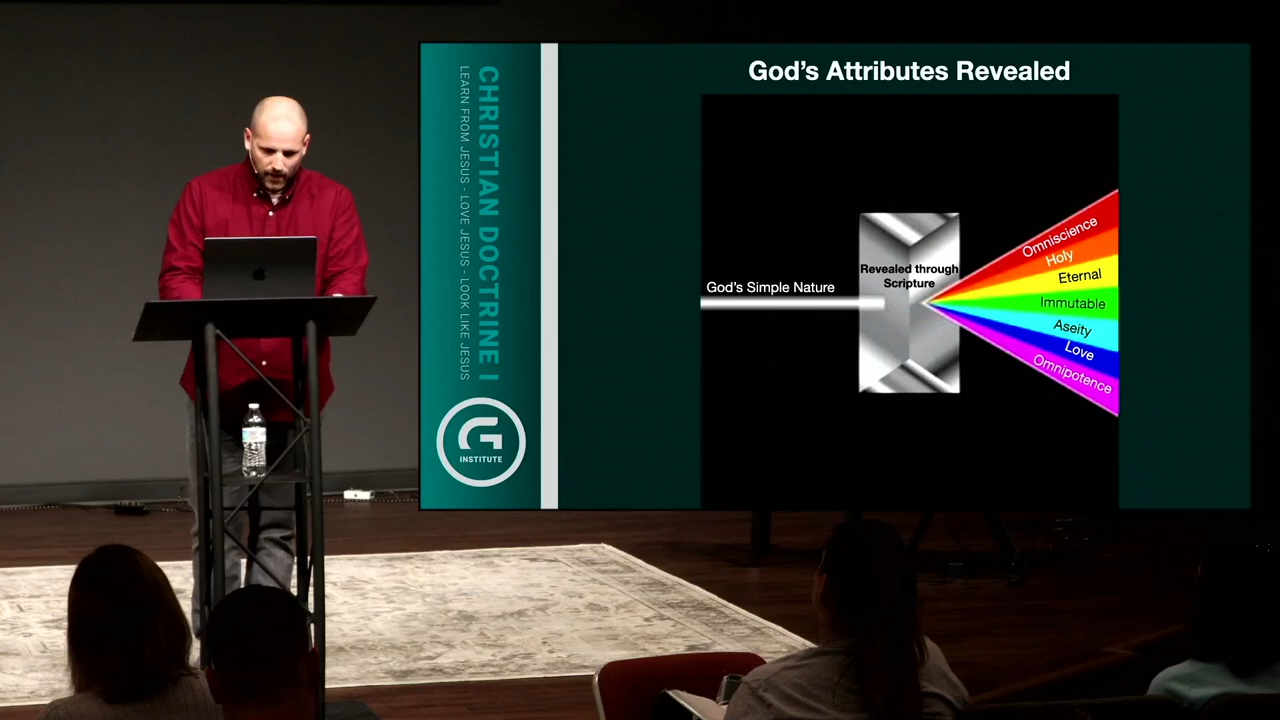 God's Attributes Revealed
CHRISTIAN DOCTRINE I
LEARN FROM JESUS - LOVE JESUS - LOOK LIKE JESUS
G
INSTITUTE
God's Simple Nature
Revealed through
Scripture
Omniscience
Holy
Eternal
Immutable
Aseity
Love
Omnipotence